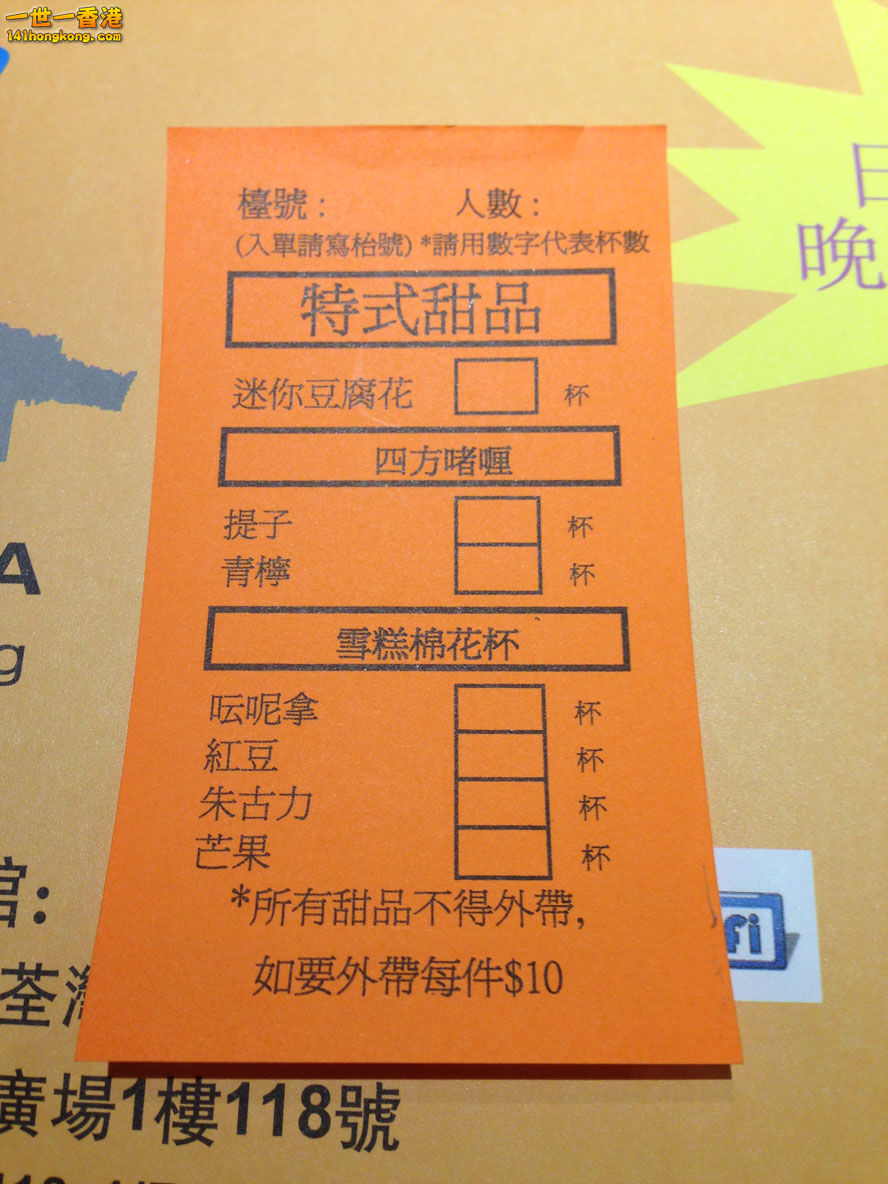 一世一香港
141hongkong.com
檯號： 人數：
(入單請寫枱號) *請用數字代表杯數
特式甜品
迷你豆腐花 杯
四方啫喱
提子 杯
青檸 杯
雪糕棉花杯
呍呢拿 杯
紅豆 杯
朱古力 杯
芒果 杯
*所有甜品不得外帶，
如要外帶每件$10
晚
A
g
fi
館:
荃灣
廣場1樓118號